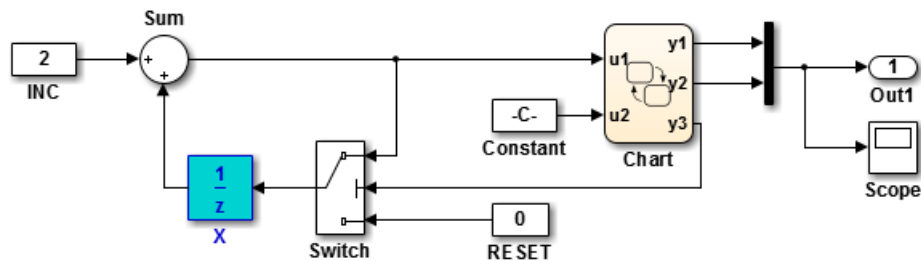 Sum
2
INC
+
+
u1
u2
y1
y2
y3
Chart
-C-
Constant
1
Out1
Scope
1
z
X
Switch
0
RESET